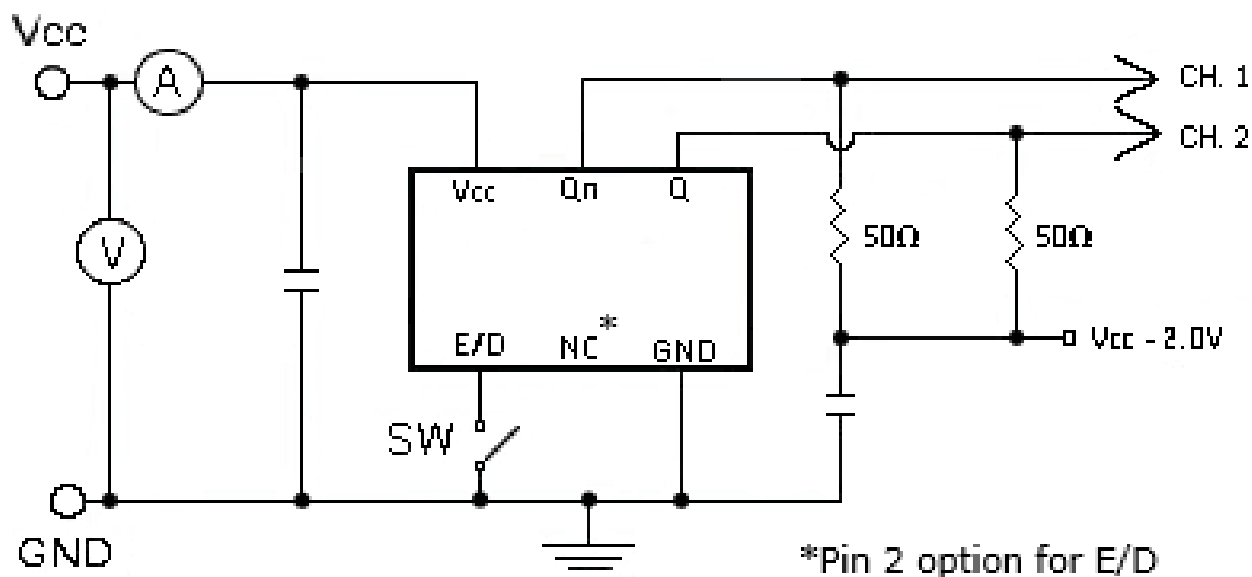 Vcc
A
CH. 1
CH. 2
Vcc Qn Q
V
50Ω 50Ω
E/D NC* GND
Vcc - 2.0V
SW
GND
*Pin 2 option for E/D